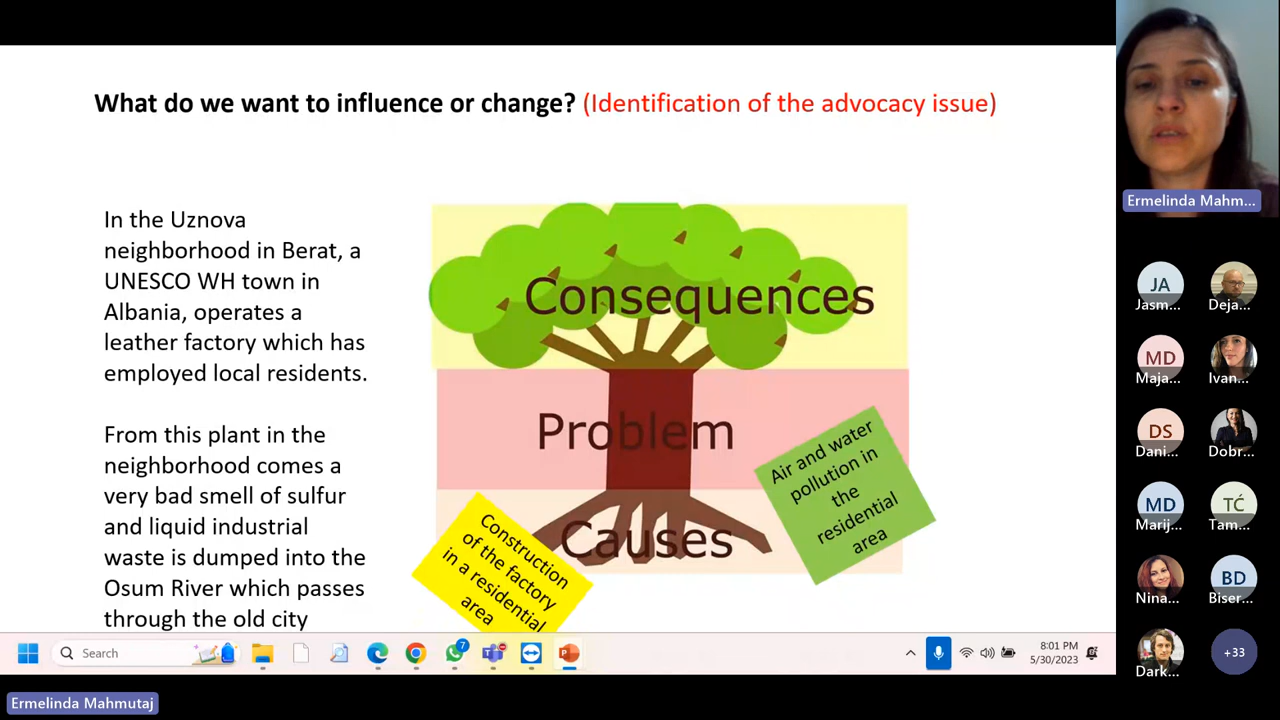 What do we want to influence or change? (Identification of the advocacy issue)
In the Uznova
neighborhood in Berat, a
UNESCO WH town in
Albania, operates a
leather factory which has
employed local residents.
From this plant in the
neighborhood comes a
very bad smell of sulfur
and liquid industrial
waste is dumped into the
Osum River which passes
through the old city
Consequences
Problem
Causes
Air and water
pollution in
the
residential
area
Construction
of the factory
in a residential
area
Ermelinda Mahm...
JA
Jasm...
Deja...
MD
Maja...
Ivan...
DS
Dani...
Dobr...
MD
Marij...
TĆ
Tam...
Nina...
BD
Biser...
Dark...
+33
Search
7
8:01 PM
5/30/2023
Ermelinda Mahmutaj